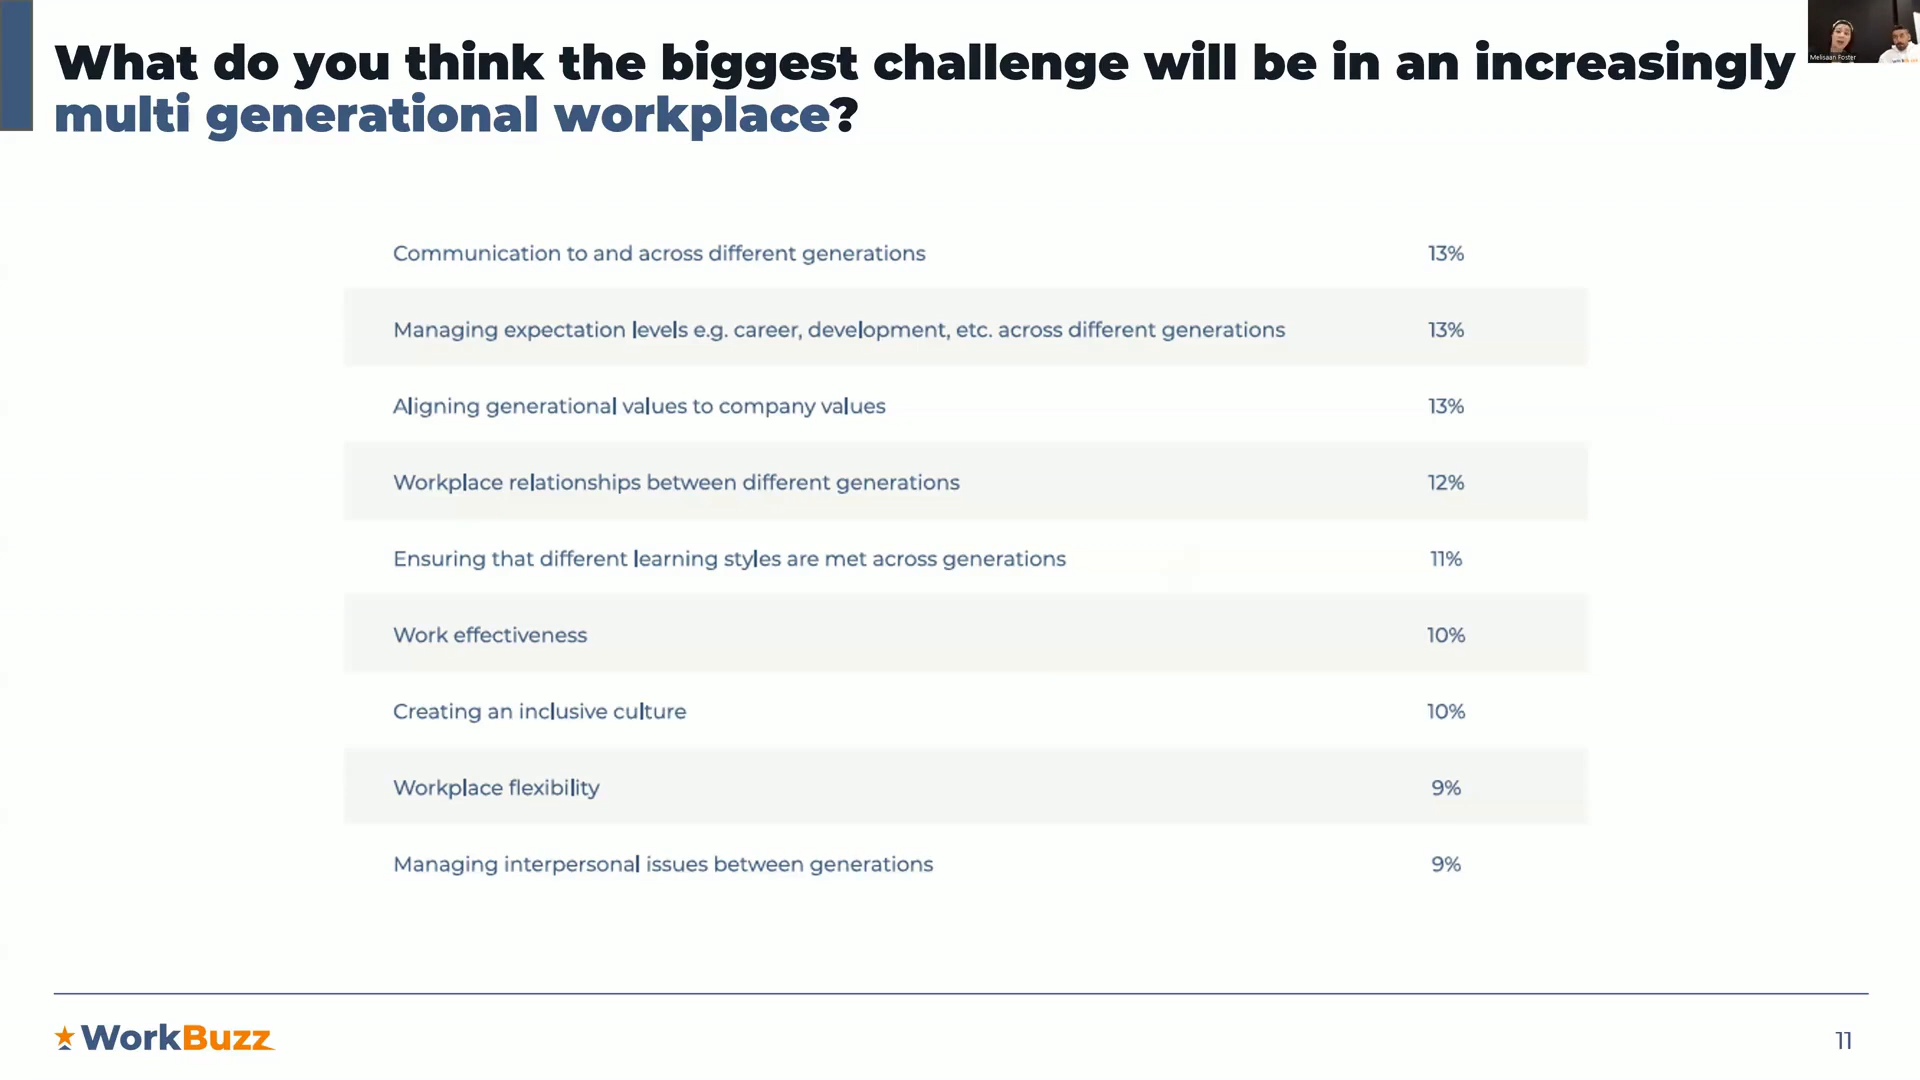 What do you think the biggest challenge will be in an increasingly
multi generational workplace?
Melisaan Foster
Communication to and across different generations 13%
Managing expectation levels e.g. career, development, etc. across different generations 13%
Aligning generational values to company values 13%
Workplace relationships between different generations 12%
Ensuring that different learning styles are met across generations 11%
Work effectiveness 10%
Creating an inclusive culture 10%
Workplace flexibility 9%
Managing interpersonal issues between generations 9%
WorkBuzz
11